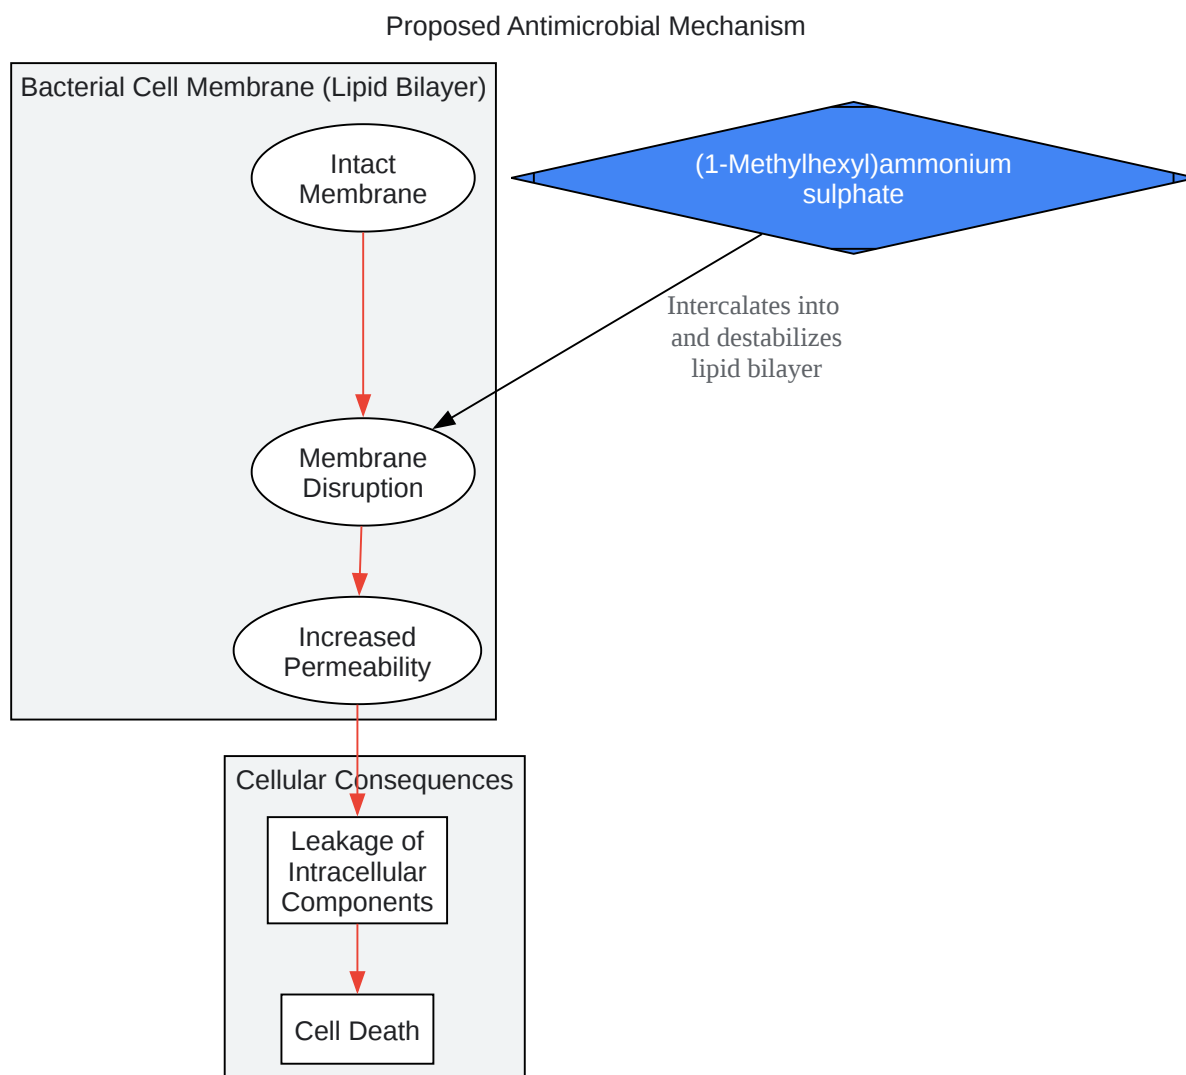 Proposed Antimicrobial Mechanism
Bacterial Cell Membrane (Lipid Bilayer)
Intact
Membrane
(1-Methylhexyl)ammonium
sulphate
Intercalates into
and destabilizes
lipid bilayer
Membrane
Disruption
Increased
Permeability
Cellular Consequences
Leakage of
Intracellular
Components
Cell Death